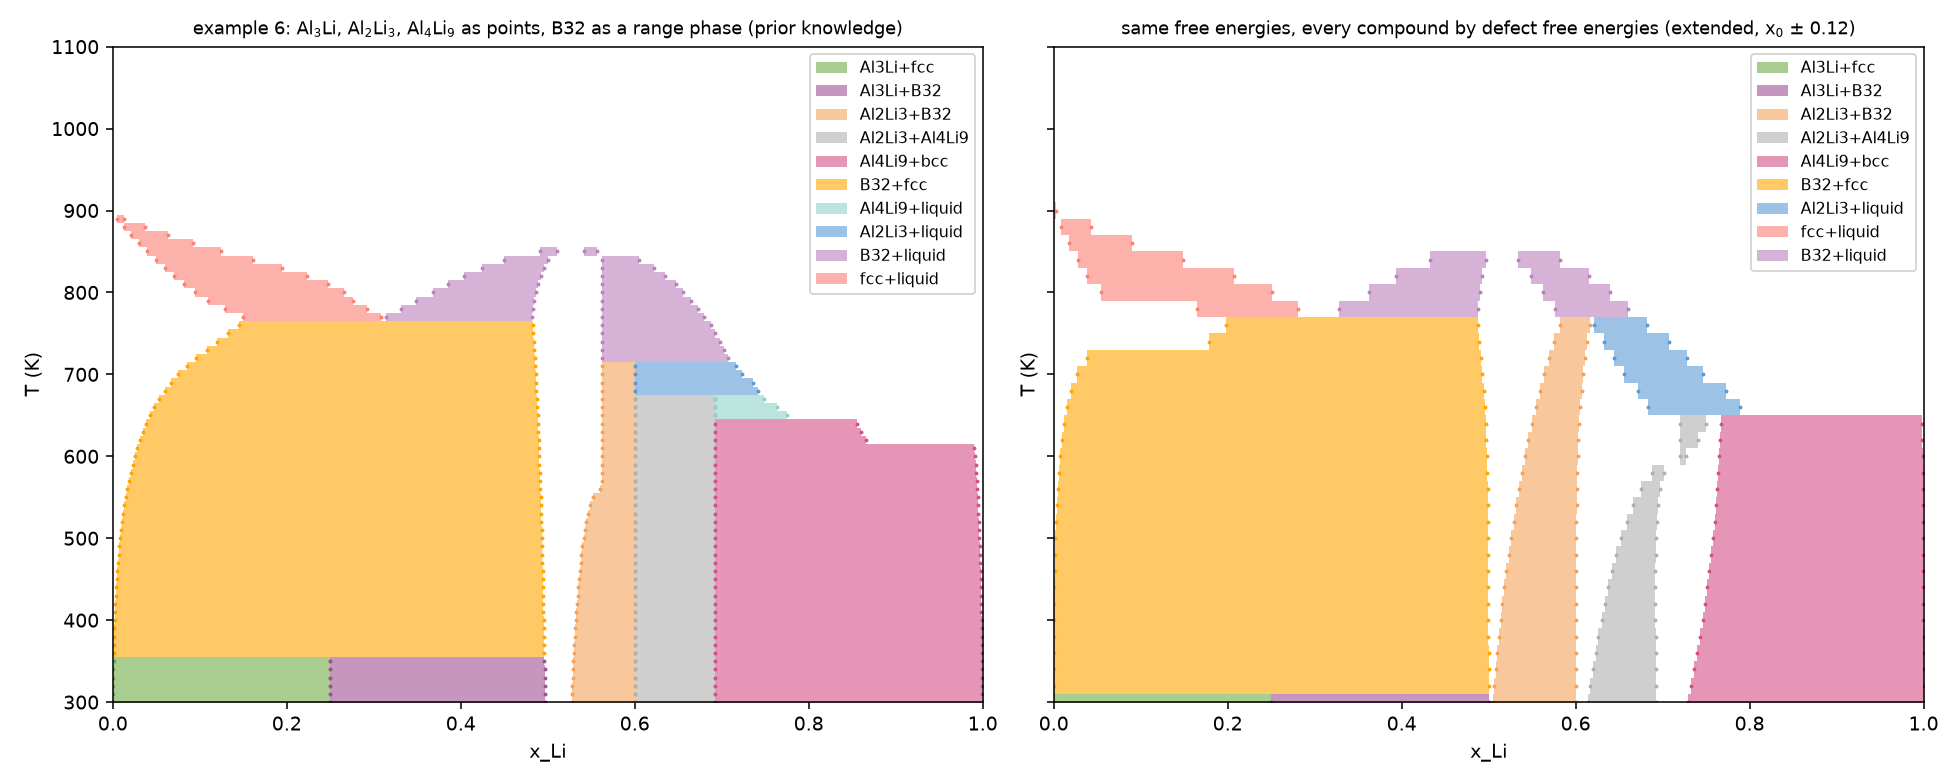 example 6: Al₃Li, Al₂Li₃, Al₄Li₉ as points, B32 as a range phase (prior knowledge)
1100
1000
900
800
700
600
500
400
300
T (K)
0.0
0.2
0.4
0.6
0.8
1.0
x_Li
Al3Li+fcc
Al3Li+B32
Al2Li3+B32
Al2Li3+Al4Li9
Al4Li9+bcc
B32+fcc
Al4Li9+liquid
Al2Li3+liquid
B32+liquid
fcc+liquid
same free energies, every compound by defect free energies (extended, x₀ ± 0.12)
T (K)
0.0
0.2
0.4
0.6
0.8
1.0
x_Li
Al3Li+fcc
Al3Li+B32
Al2Li3+B32
Al2Li3+Al4Li9
Al4Li9+bcc
B32+fcc
Al2Li3+liquid
fcc+liquid
B32+liquid